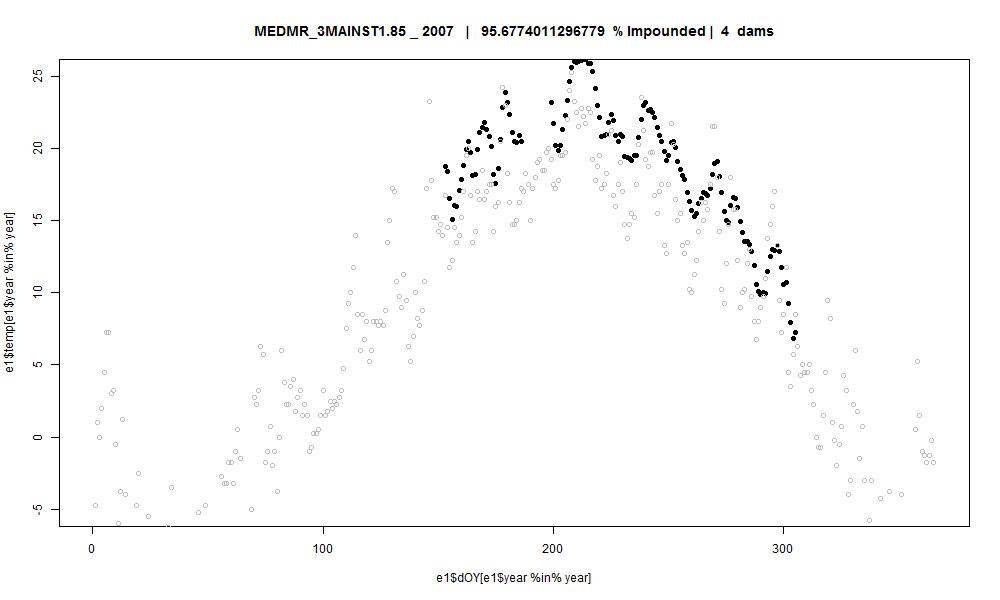 MEDMR_3MAINST1.85 _ 2007 | 95.6774011296779 % Impounded | 4 dams
e1$temp[e1$year %in% year]
25
20
15
10
5
0
-5
0 100 200 300
e1$dOY[e1$year %in% year]